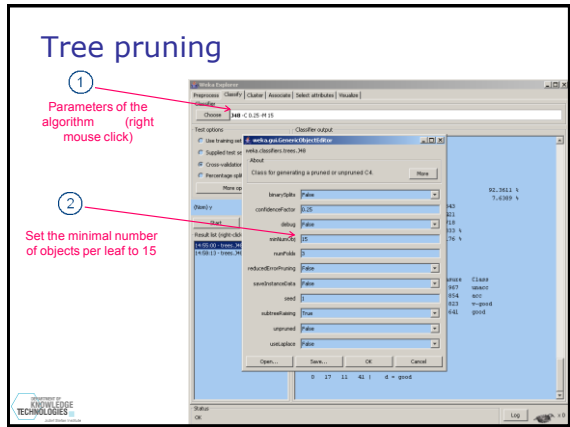 Tree pruning
1
Parameters of the
algorithm (right
mouse click)
2
Set the minimal number
of objects per leaf to 15
Weka Explorer
Preprocess Classify Cluster Associate Select attributes Visualize
Classifier
Choose J48 -C 0.25 -M 15
Test options
Classifier output
Use training set
Supplied test se
Cross-validation
Percentage split
More op
(Nom) v
Start
Result list (right-click
14:55:00 - trees.J48
14:58:13 - trees.J48
weka.gui.GenericObjectEditor
weka.classifiers.trees.J48
About
Class for generating a pruned or unpruned C4.
More
binarySplits False
confidenceFactor 0.25
debug False
minNumObj 15
numFolds 3
reducedErrorPruning False
saveInstanceData False
seed 1
subtreeRaising True
unpruned False
useLaplace False
Open... Save... OK Cancel
92.3611 %
7.6389 %
Class
unacc
acc
v-good
good
0 17 11 41 | d = good
Status
OK
Log
x 0
DEPARTMENT OF
KNOWLEDGE
TECHNOLOGIES